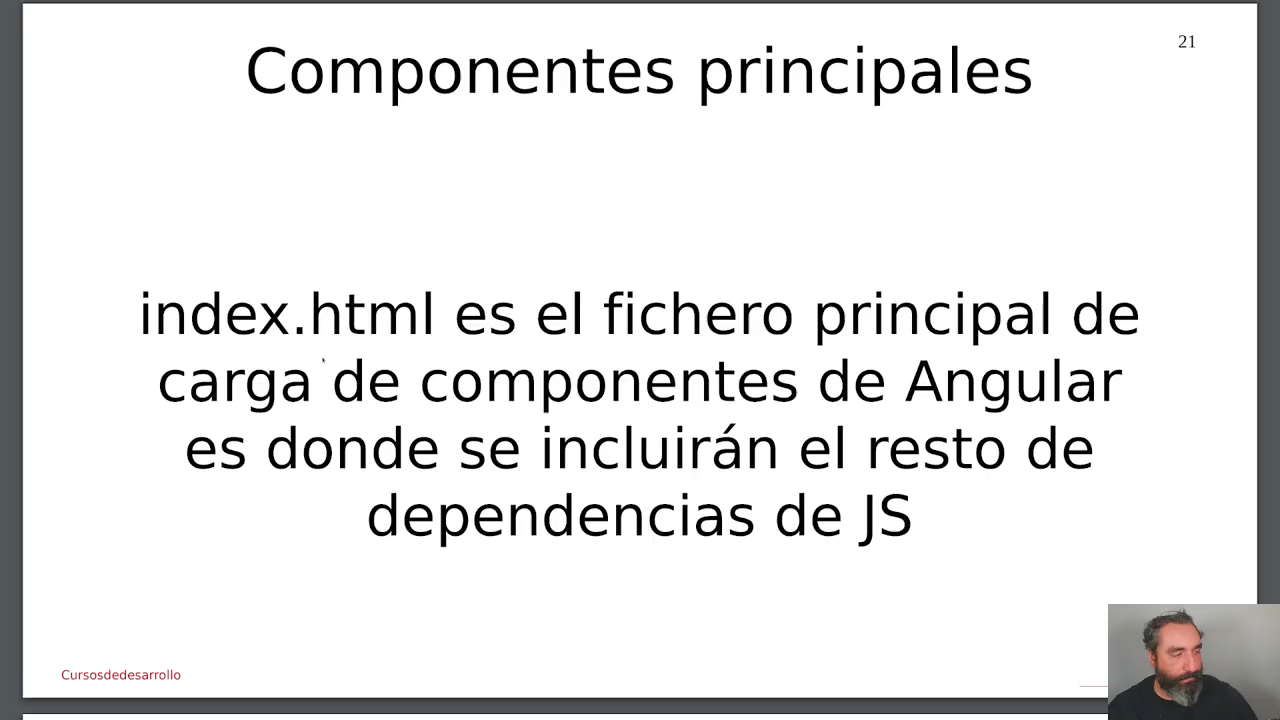 21
Componentes principales
index.html es el fichero principal de
carga de componentes de Angular
es donde se incluirán el resto de
dependencias de JS
Cursosdedesarrollo